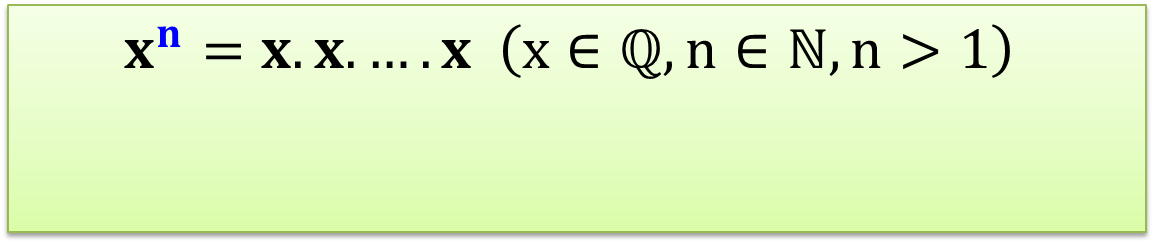 xⁿ = x. x. … . x (x ∈ ℚ, n ∈ ℕ, n > 1)